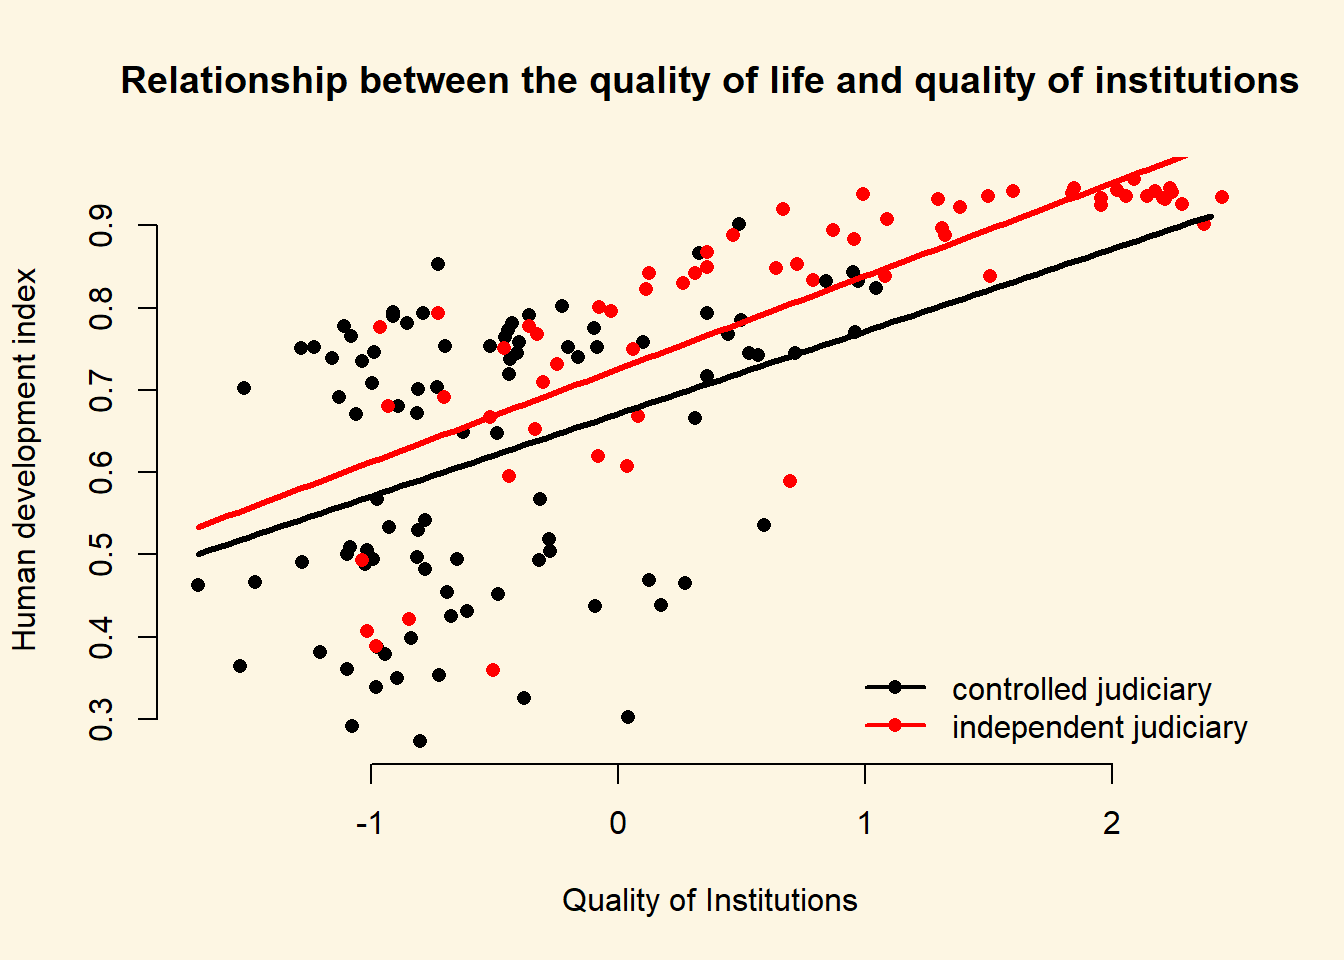 Relationship between the quality of life and quality of institutions
Human development index
0.9
0.8
0.7
0.6
0.5
0.4
0.3
controlled judiciary
independent judiciary
-1 0 1 2
Quality of Institutions